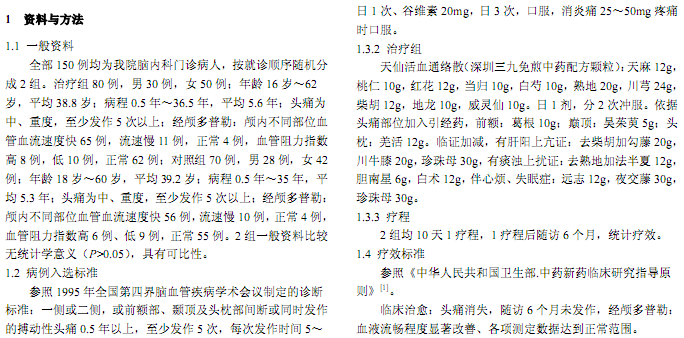 1 资料与方法
1.1 一般资料
全部 150 例均为我院脑内科门诊病人，按就诊顺序随机分
成 2 组。治疗组 80 例，男 30 例，女 50 例；年龄 16 岁～62
岁，平均 38.8 岁；病程 0.5 年～36.5 年，平均 5.6 年；头痛为
中、重度，至少发作 5 次以上；经颅多普勒：颅内不同部位血
管血流速度快 65 例，流速慢 11 例，正常 4 例，血管阻力指数
高 8 例，低 10 例，正常 62 例；对照组 70 例，男 28 例，女 42
例；年龄 18 岁～60 岁，平均 39.2 岁；病程 0.5 年～35 年，平
均 5.3 年；头痛为中、重度，至少发作 5 次以上；经颅多普勒：
颅内不同部位血管血流速度快 56 例，流速慢 10 例，正常 4 例，
血管阻力指数高 6 例、低 9 例，正常 55 例。2 组一般资料比较
无统计学意义（P>0.05），具有可比性。
1.2 病例入选标准
参照 1995 年全国第四界脑血管疾病学术会议制定的诊断
标准：一侧或二侧，或前额部、颞顶及头枕部间断或同时发作
的搏动性头痛 0.5 年以上，至少发作 5 次，每次发作时间 5～
日 1 次、谷维素 20mg，日 3 次，口服，消炎痛 25～50mg 疼痛
时口服。
1.3.2 治疗组
天仙活血通络散（深圳三九免煎中药配方颗粒）：天麻 12g，
桃仁 10g，红花 12g，当归 10g，白芍 10g，熟地 20g，川芎 24g，
柴胡 12g，地龙 10g，威灵仙 10g。日 1 剂，分 2 次冲服。依据
头痛部位加入引经药，前额：葛根 10g；巅顶：吴茱萸 5g；头
枕：羌活 12g。临证加减，有肝阳上亢证：去柴胡加勾藤 20g，
川牛膝 20g，珍珠母 30g，有痰浊上扰证：去熟地加法半夏 12g，
胆南星 6g，白术 12g，伴心烦、失眠症：远志 12g，夜交藤 30g，
珍珠母 30g。
1.3.3 疗程
2 组均 10 天 1 疗程，1 疗程后随访 6 个月，统计疗效。
1.4 疗效标准
参照《中华人民共和国卫生部.中药新药临床研究指导原
则》[1]。
临床治愈：头痛消失，随访 6 个月未发作，经颅多普勒：
血液流畅程度显著改善、各项测定数据达到正常范围。